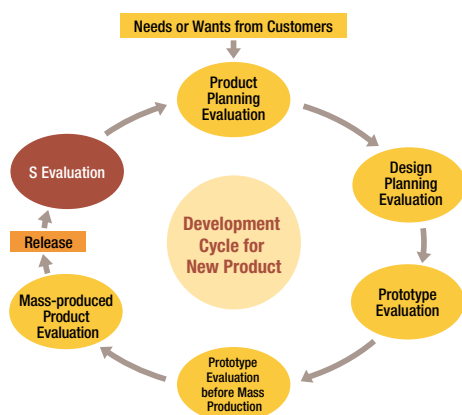 Needs or Wants from Customers
Product
Planning
Evaluation
Design
Planning
Evaluation
Prototype
Evaluation
Prototype
Evaluation
before Mass
Production
Mass-produced
Product
Evaluation
Release
S Evaluation
Development
Cycle for
New Product